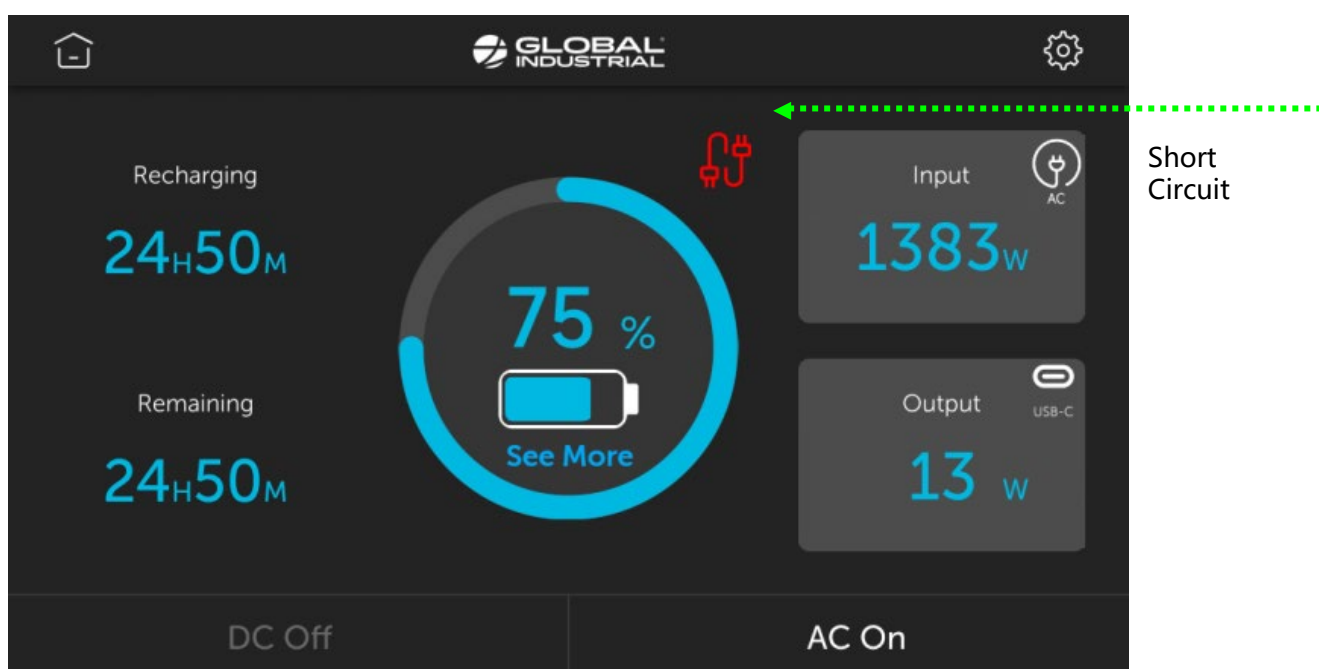 GLOBAL
INDUSTRIAL
Recharging
24H50M
Remaining
24H50M
75 %
See More
Input
AC
1383W
Output
USB-C
13 W
DC Off
AC On
Short
Circuit